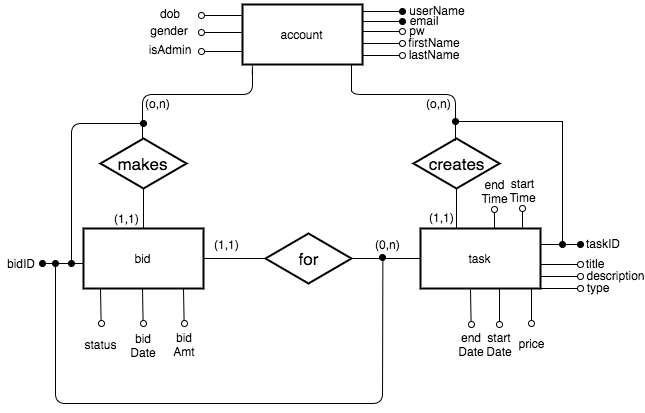 dob
gender
isAdmin
account
userName
email
pw
firstName
lastName
(o,n)
(o,n)
makes
creates
end
Time
start
Time
(1,1)
(1,1)
bidID
bid
(1,1)
for
(0,n)
task
taskID
title
description
type
status
bid
Date
bid
Amt
end
Date
start
Date
price